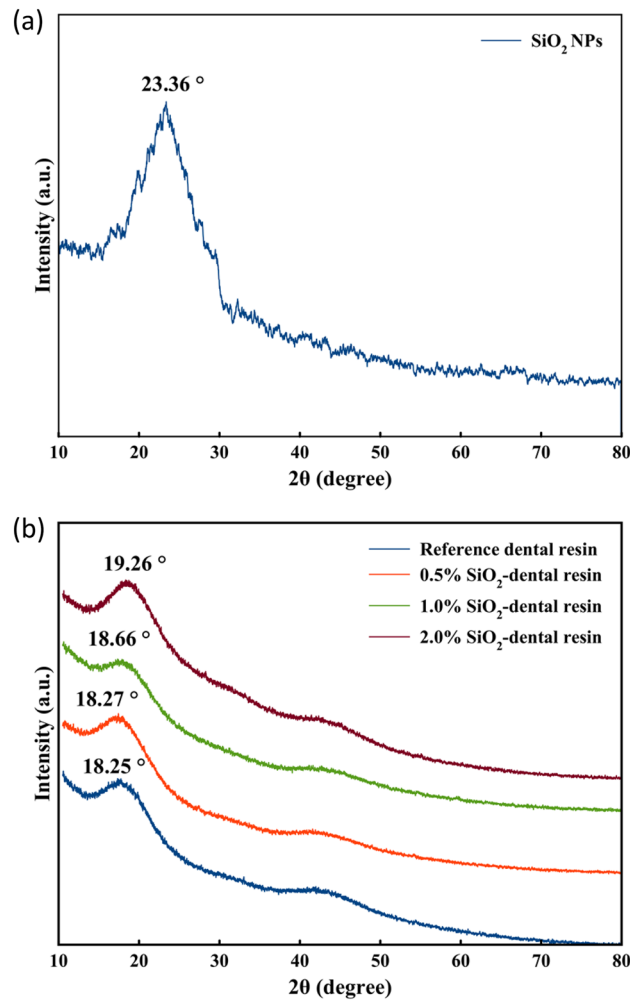 (a)
SiO₂ NPs
23.36 °
Intensity (a.u.)
10 20 30 40 50 60 70 80
2θ (degree)
(b)
Reference dental resin
0.5% SiO₂-dental resin
1.0% SiO₂-dental resin
2.0% SiO₂-dental resin
19.26 °
18.66 °
18.27 °
18.25 °
Intensity (a.u.)
10 20 30 40 50 60 70 80
2θ (degree)